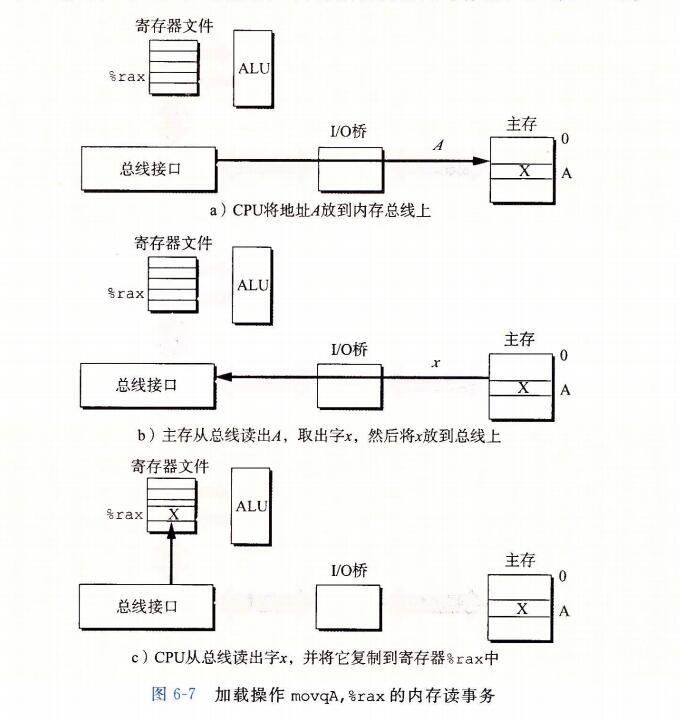 寄存器文件
%rax
ALU
总线接口
I/O桥
A
主存
0
X
A
a）CPU将地址A放到内存总线上
寄存器文件
%rax
ALU
总线接口
I/O桥
x
主存
0
X
A
b）主存从总线读出A，取出字x，然后将x放到总线上
寄存器文件
%rax
X
ALU
总线接口
I/O桥
主存
0
X
A
c）CPU从总线读出字x，并将它复制到寄存器%rax中
图 6-7 加载操作 movqA,%rax 的内存读事务